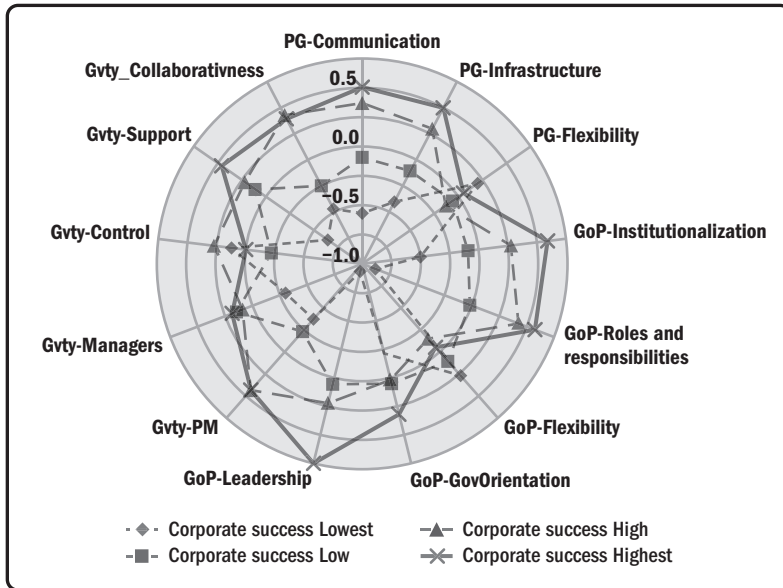 PG-Communication
Gvty_Collaborativness
PG-Infrastructure
0.5
Gvty-Support
PG-Flexibility
0.0
Gvty-Control
−0.5
GoP-Institutionalization
−1.0
Gvty-Managers
GoP-Roles and
responsibilities
Gvty-PM
GoP-Flexibility
GoP-Leadership
GoP-GovOrientation
Corporate success Lowest
Corporate success High
Corporate success Low
Corporate success Highest